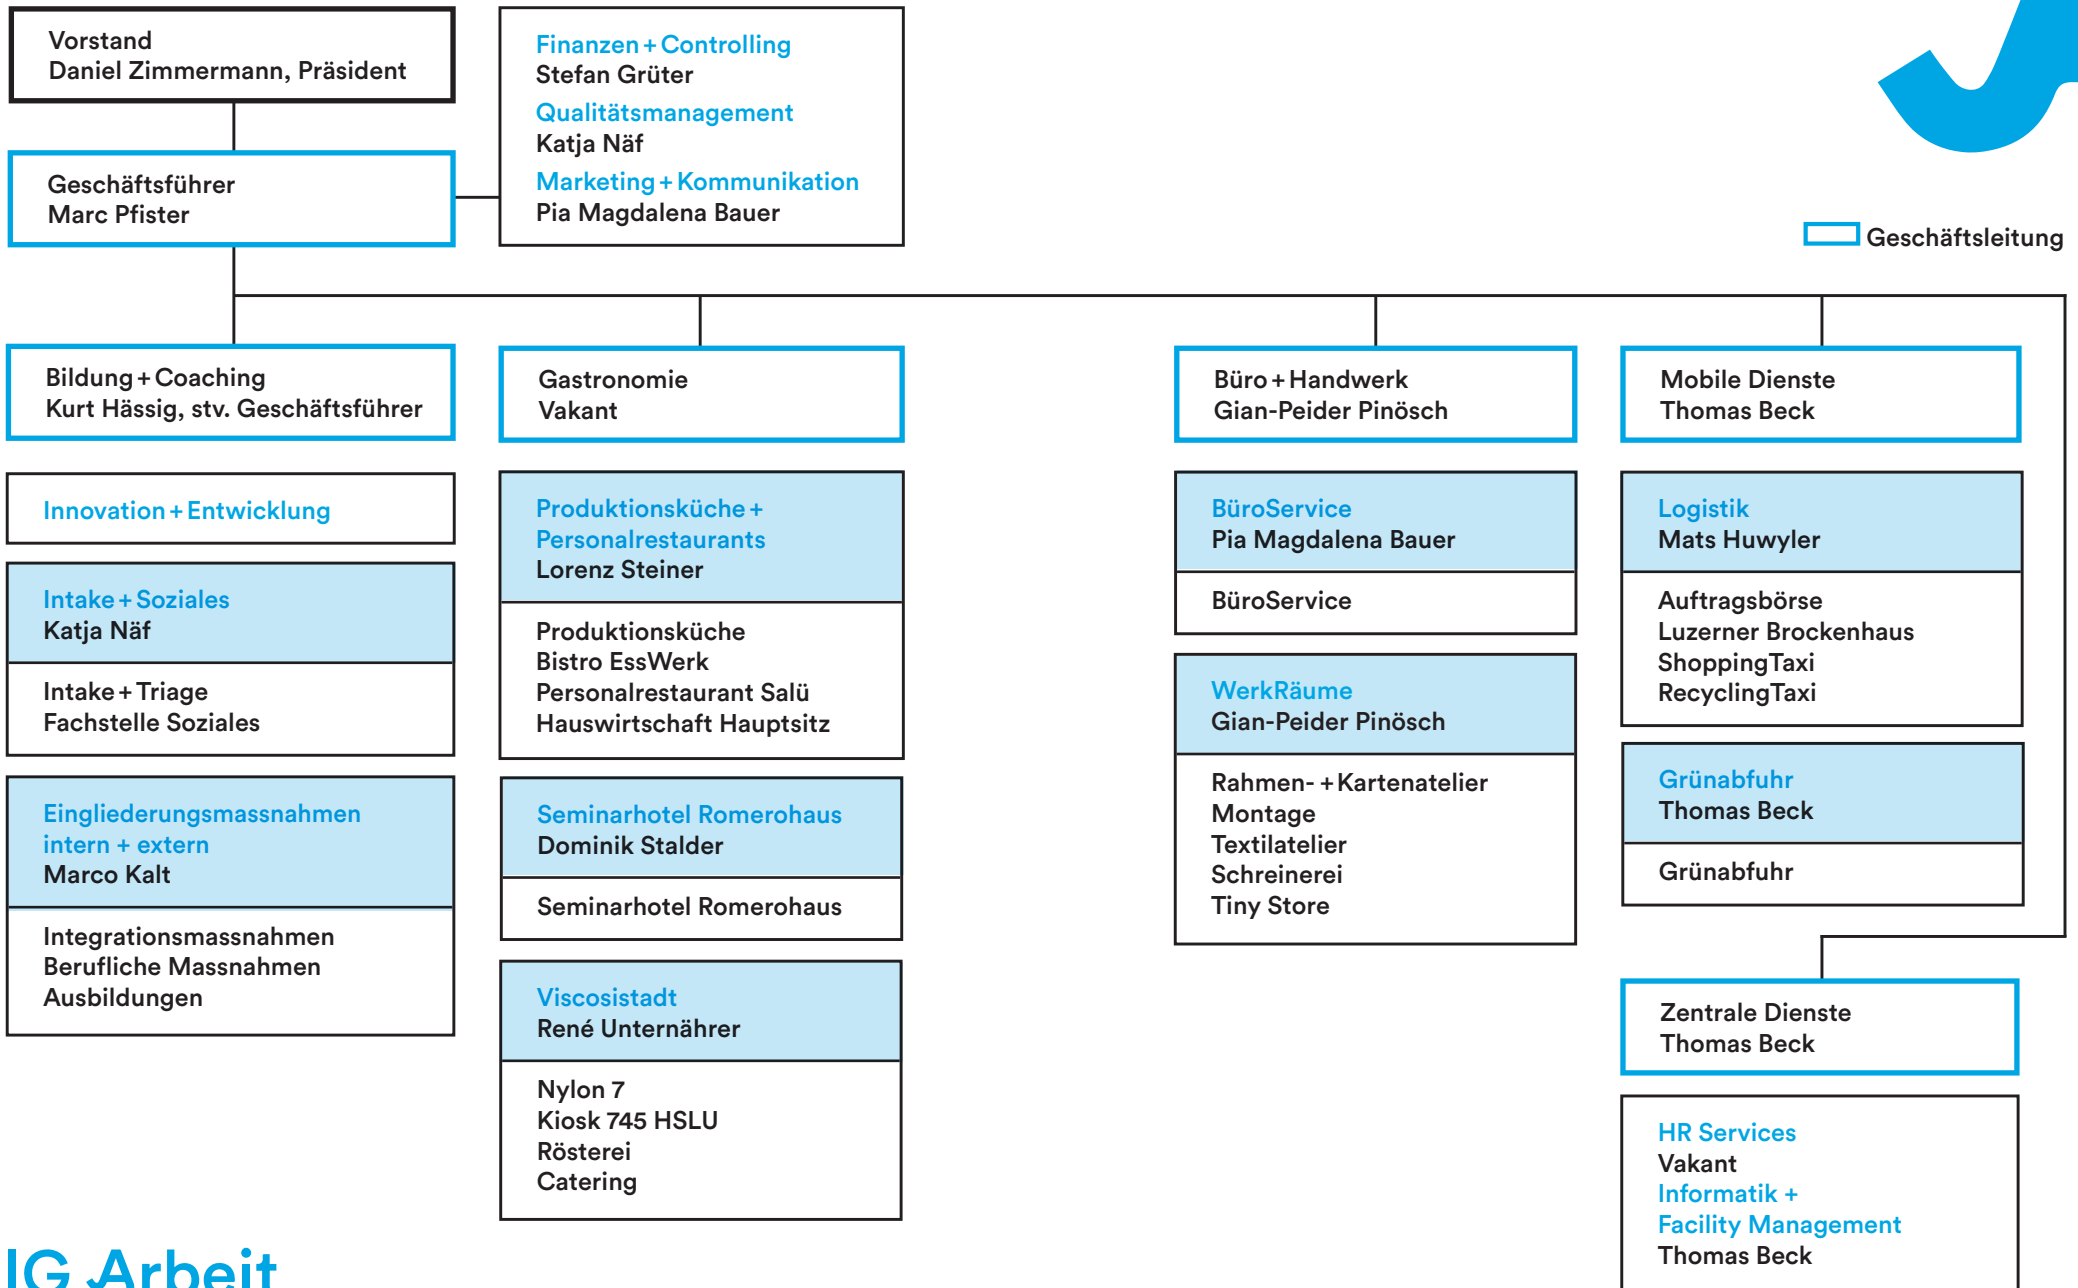 Vorstand
Daniel Zimmermann, Präsident
Geschäftsführer
Marc Pfister
Finanzen + Controlling
Stefan Grüter
Qualitätsmanagement
Katja Näf
Marketing + Kommunikation
Pia Magdalena Bauer
Geschäftsleitung
Bildung + Coaching
Kurt Hässig, stv. Geschäftsführer
Innovation + Entwicklung
Intake + Soziales
Katja Näf
Intake + Triage
Fachstelle Soziales
Eingliederungsmassnahmen
intern + extern
Marco Kalt
Integrationsmassnahmen
Berufliche Massnahmen
Ausbildungen
Gastronomie
Vakant
Produktionsküche +
Personalrestaurants
Lorenz Steiner
Produktionsküche
Bistro EssWerk
Personalrestaurant Salü
Hauswirtschaft Hauptsitz
Seminarhotel Romerohaus
Dominik Stalder
Seminarhotel Romerohaus
Viscosistadt
René Unternährer
Nylon 7
Kiosk 745 HSLU
Rösterei
Catering
Büro + Handwerk
Gian-Peider Pinösch
BüroService
Pia Magdalena Bauer
BüroService
WerkRäume
Gian-Peider Pinösch
Rahmen- + Kartenatelier
Montage
Textilatelier
Schreinerei
Tiny Store
Mobile Dienste
Thomas Beck
Logistik
Mats Huwyler
Auftragsbörse
Luzerner Brockenhaus
ShoppingTaxi
RecyclingTaxi
Grünabfuhr
Thomas Beck
Grünabfuhr
Zentrale Dienste
Thomas Beck
HR Services
Vakant
Informatik +
Facility Management
Thomas Beck
IG Arbeit